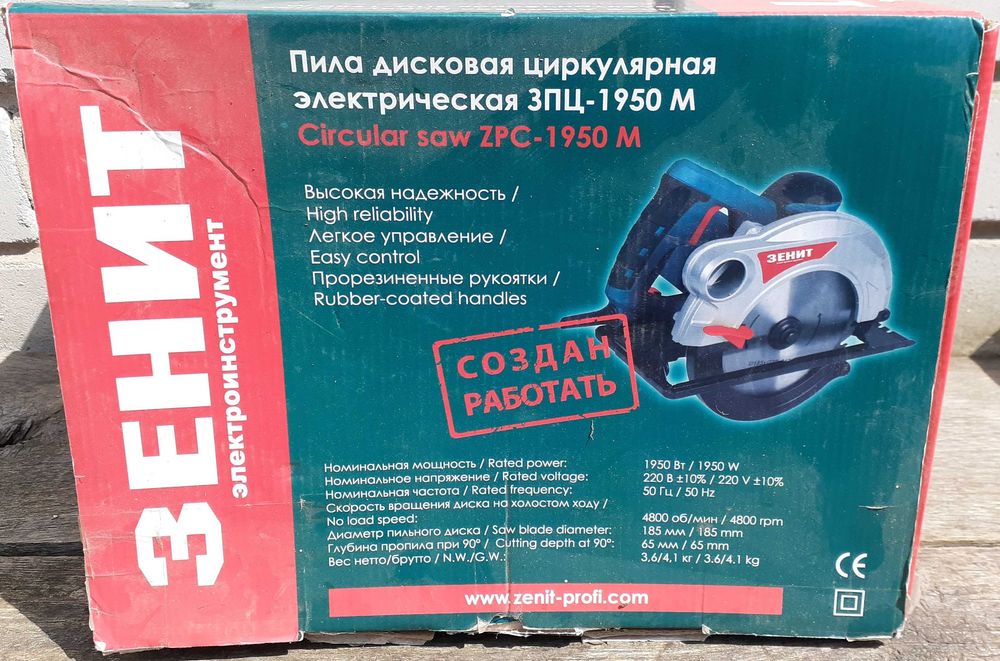 ЗЕНИТ
электроинструмент
Пила дисковая циркулярная
электрическая ЗПЦ-1950 М
Circular saw ZPC-1950 M
Высокая надежность /
High reliability
Легкое управление /
Easy control
Прорезиненные рукоятки /
Rubber-coated handles
ЗЕНИТ
СОЗДАН
РАБОТАТЬ
Номинальная мощность / Rated power: 1950 Вт / 1950 W
Номинальное напряжение / Rated voltage: 220 В ±10% / 220 V ±10%
Номинальная частота / Rated frequency: 50 Гц / 50 Hz
Скорость вращения диска на холостом ходу /
No load speed: 4800 об/мин / 4800 rpm
Диаметр пильного диска / Saw blade diameter: 185 мм / 185 mm
Глубина пропила при 90° / Cutting depth at 90°: 65 мм / 65 mm
Вес нетто/брутто / N.W./G.W.: 3,6/4,1 кг / 3.6/4.1 kg
CE
www.zenit-profi.com